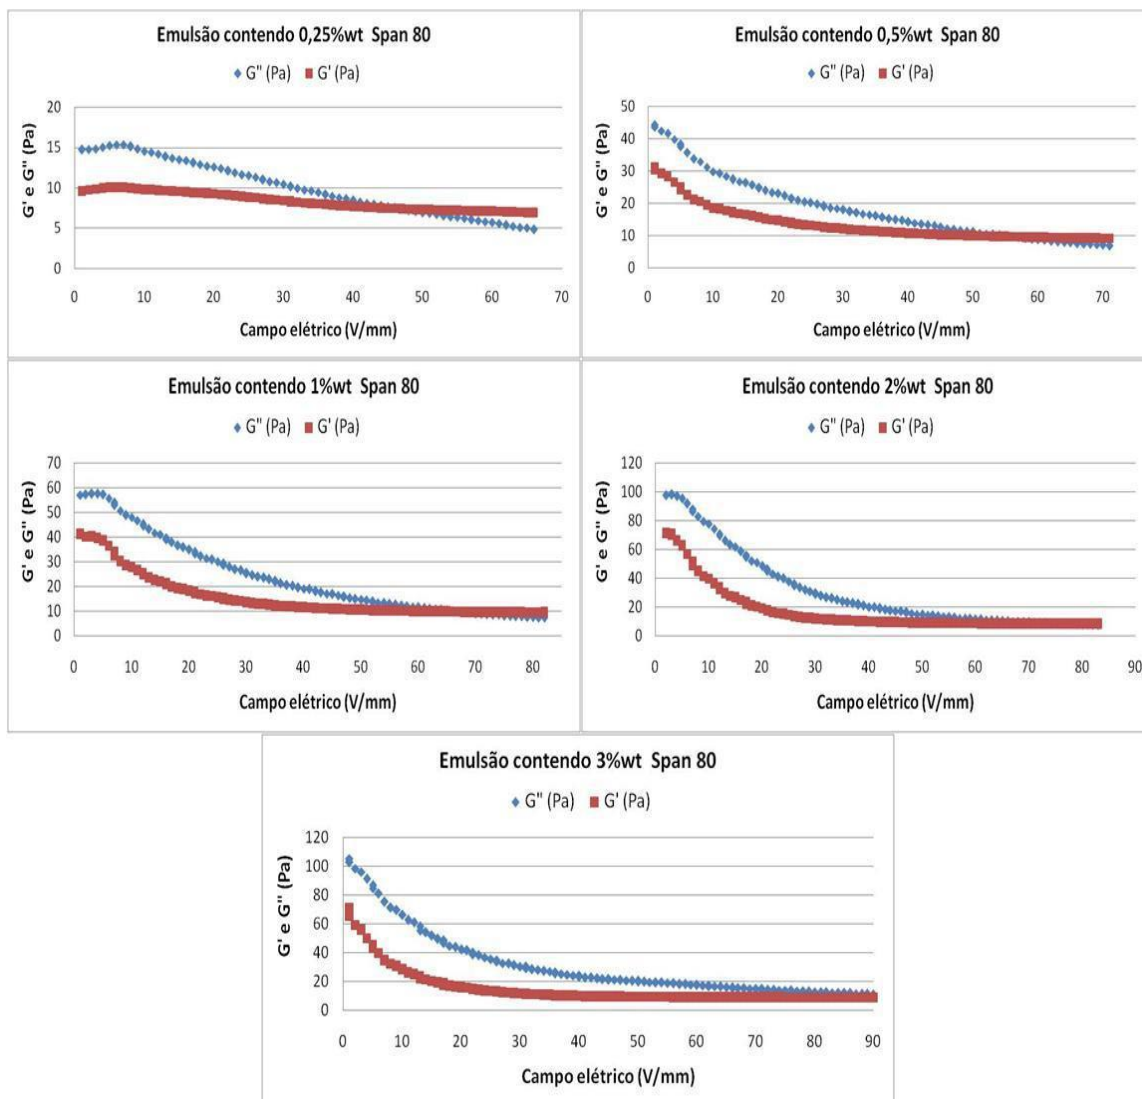 Emulsão contendo 0,25%wt Span 80
G" (Pa) G' (Pa)
G' e G" (Pa)
20
15
10
5
0
0 10 20 30 40 50 60 70
Campo elétrico (V/mm)
Emulsão contendo 0,5%wt Span 80
G" (Pa) G' (Pa)
G' e G" (Pa)
50
40
30
20
10
0
0 10 20 30 40 50 60 70
Campo elétrico (V/mm)
Emulsão contendo 1%wt Span 80
G" (Pa) G' (Pa)
G' e G" (Pa)
70
60
50
40
30
20
10
0
0 10 20 30 40 50 60 70 80
Campo elétrico (V/mm)
Emulsão contendo 2%wt Span 80
G" (Pa) G' (Pa)
G' e G" (Pa)
120
100
80
60
40
20
0
0 10 20 30 40 50 60 70 80 90
Campo elétrico (V/mm)
Emulsão contendo 3%wt Span 80
G" (Pa) G' (Pa)
G' e G" (Pa)
120
100
80
60
40
20
0
0 10 20 30 40 50 60 70 80 90
Campo elétrico (V/mm)